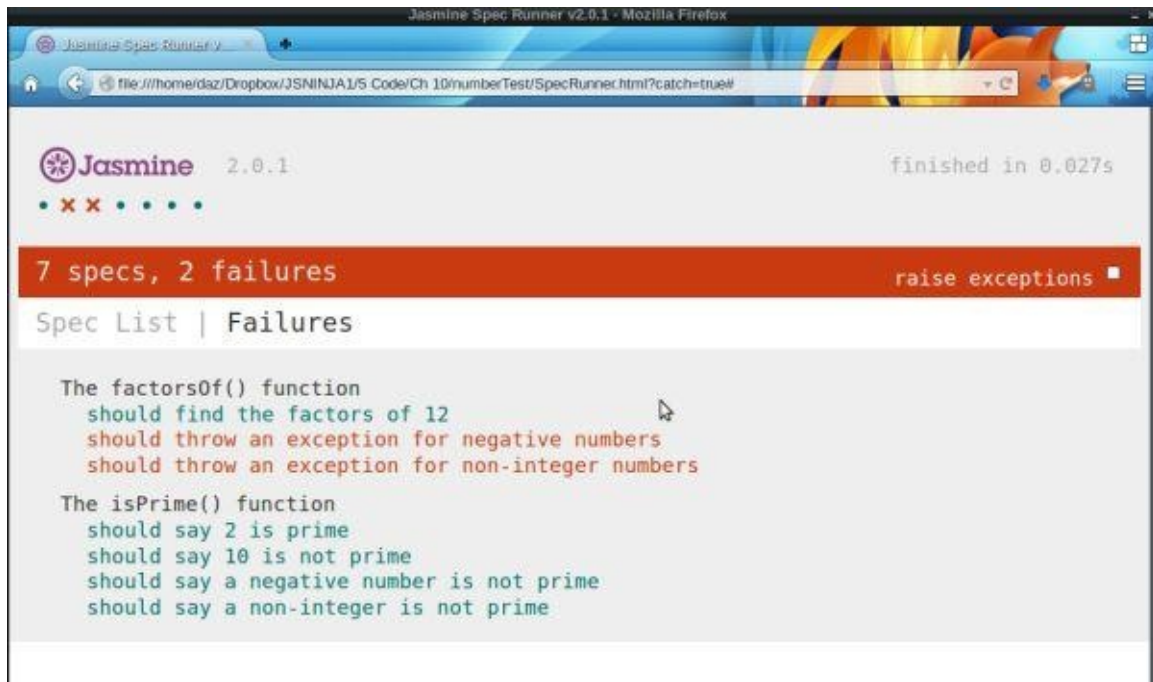 Jasmine Spec Runner v2.0.1 - Mozilla Firefox
Jasmine Spec Runner v...
file:///home/daz/Dropbox/JSNINJA1/5 Code/Ch 10/numberTest/SpecRunner.html?catch=true#
Jasmine 2.0.1 finished in 0.027s
7 specs, 2 failures raise exceptions
Spec List | Failures
The factorsOf() function
should find the factors of 12
should throw an exception for negative numbers
should throw an exception for non-integer numbers
The isPrime() function
should say 2 is prime
should say 10 is not prime
should say a negative number is not prime
should say a non-integer is not prime